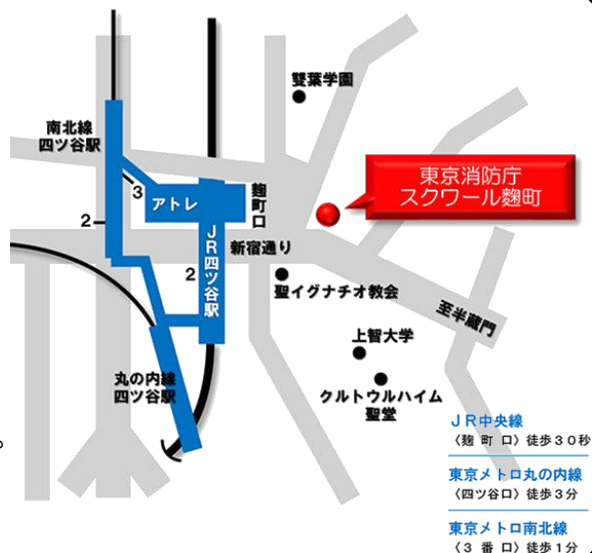 雙葉学園
南北線
四ツ谷駅
東京消防庁
スクワール麴町
3
アトレ
麴町口
2
新宿通り
JR四ツ谷駅
2
聖イグナチオ教会
至半蔵門
上智大学
丸の内線
四ツ谷駅
クルトゥルハイム
聖堂
。
JR中央線
〈麴町口〉徒歩30秒
東京メトロ丸の内線
〈四ツ谷口〉徒歩3分
東京メトロ南北線
〈3番口〉徒歩1分